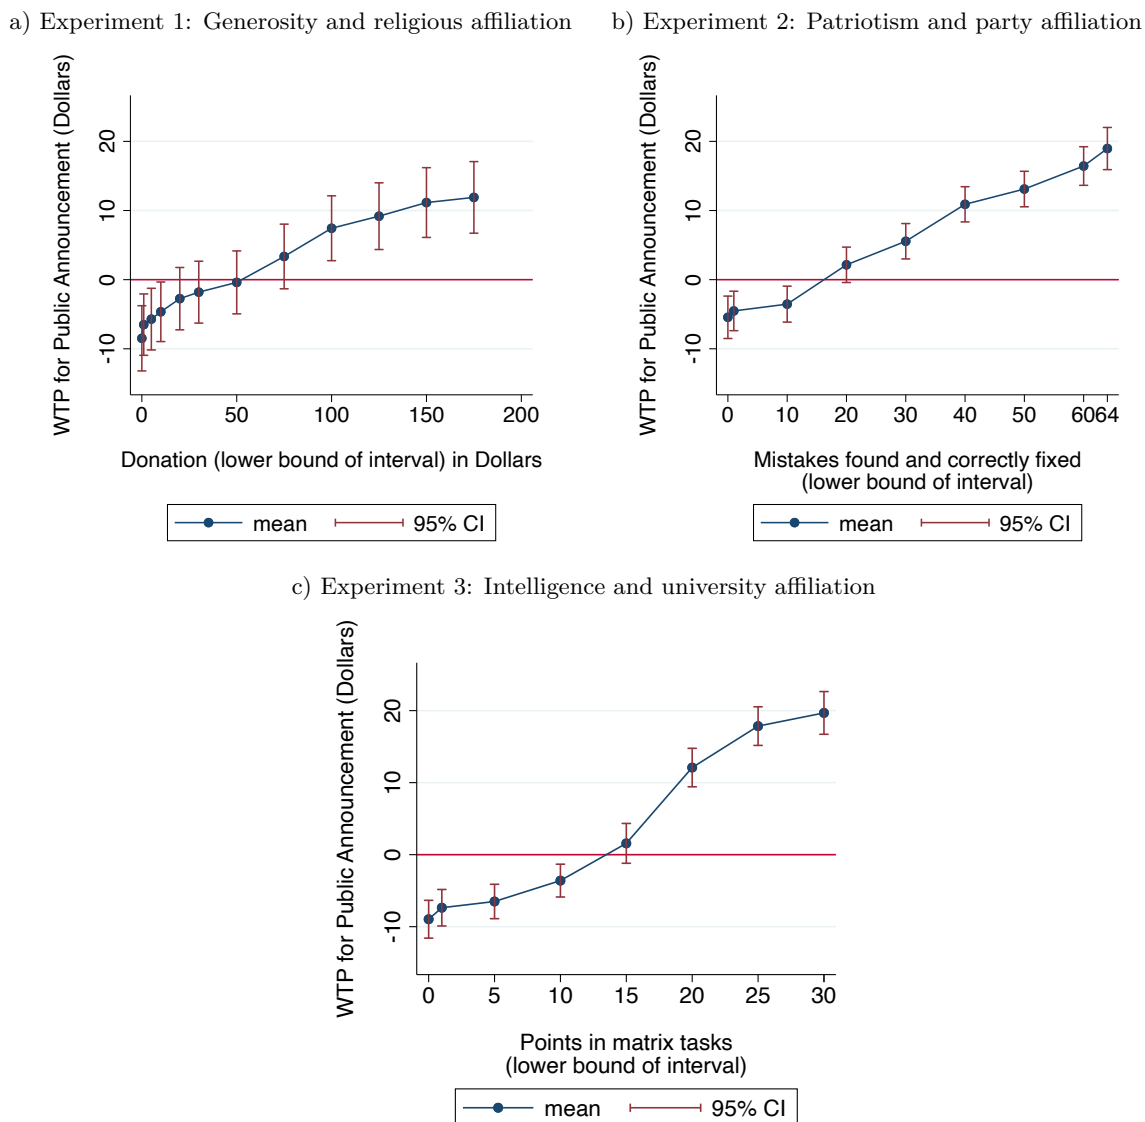 a) Experiment 1: Generosity and religious affiliation
WTP for Public Announcement (Dollars)
20
10
0
-10
0 50 100 150 200
Donation (lower bound of interval) in Dollars
mean 95% CI
b) Experiment 2: Patriotism and party affiliation
WTP for Public Announcement (Dollars)
20
10
0
-10
0 10 20 30 40 50 60 64
Mistakes found and correctly fixed
(lower bound of interval)
mean 95% CI
c) Experiment 3: Intelligence and university affiliation
WTP for Public Announcement (Dollars)
20
10
0
-10
0 5 10 15 20 25 30
Points in matrix tasks
(lower bound of interval)
mean 95% CI